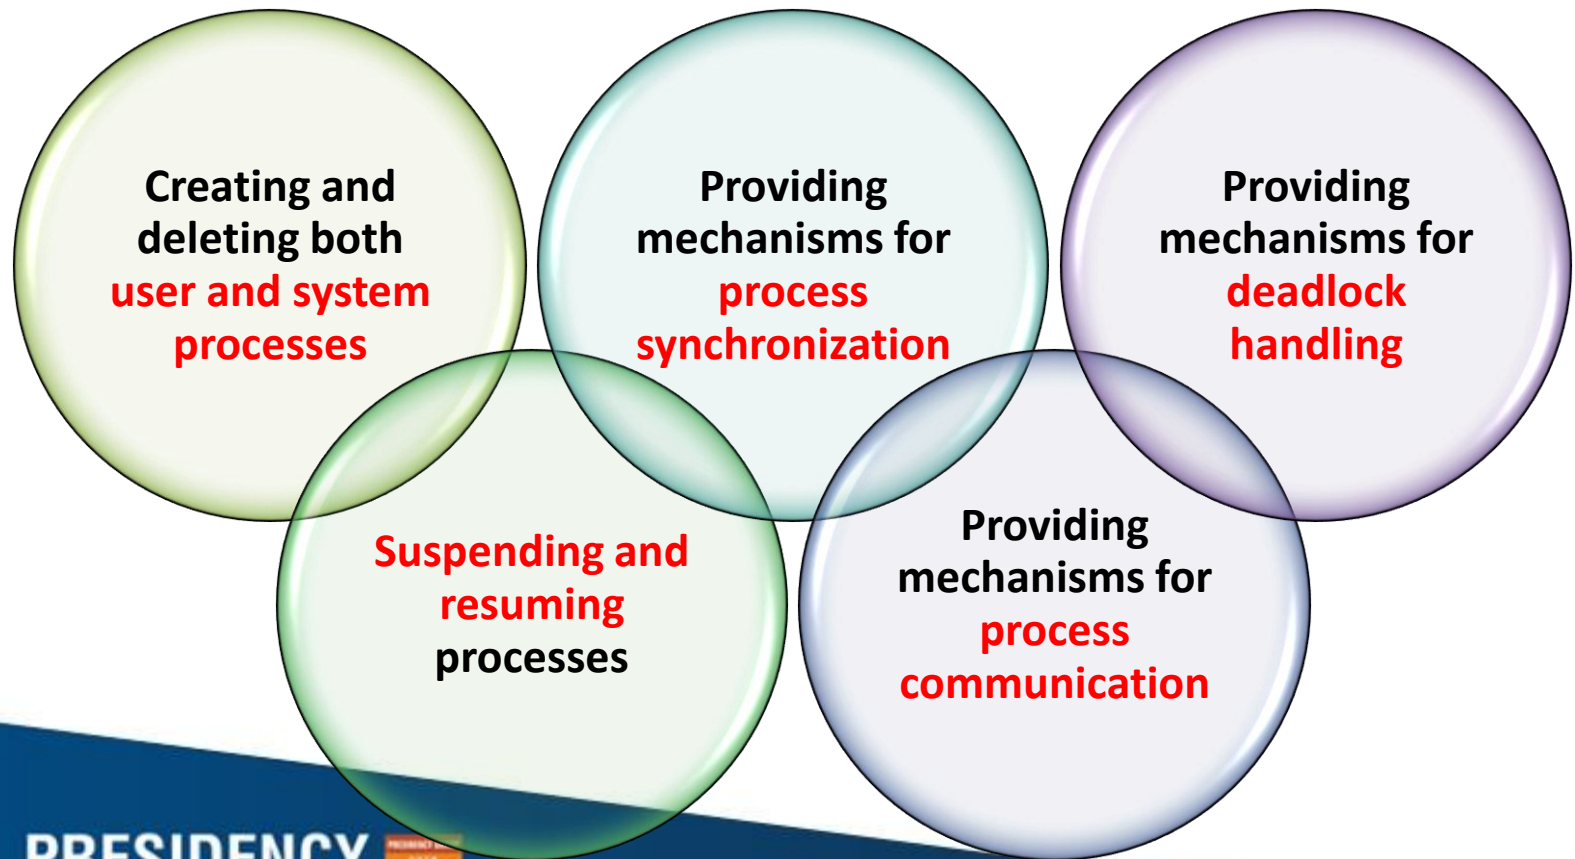 Creating and
deleting both
user and system
processes
Suspending and
resuming
processes
Providing
mechanisms for
process
synchronization
Providing
mechanisms for
process
communication
Providing
mechanisms for
deadlock
handling
PRESIDENCY